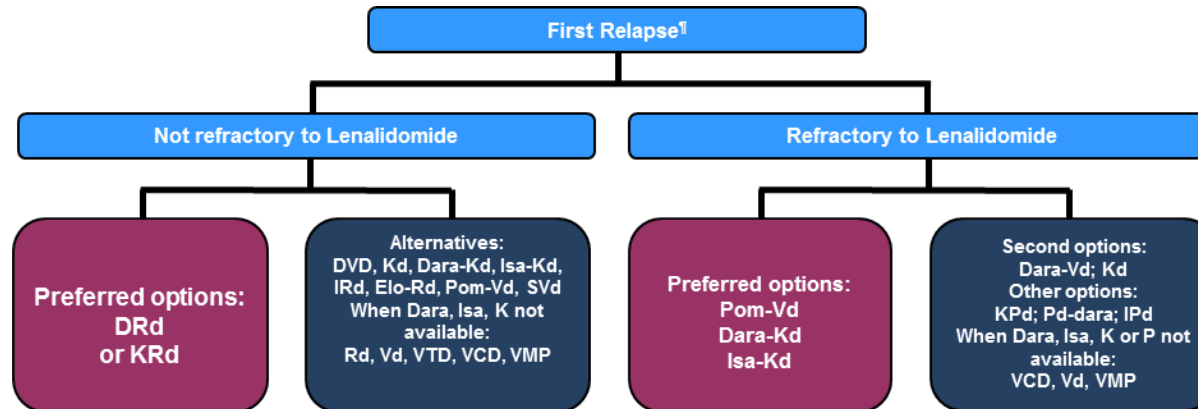 First Relapse¶
Not refractory to Lenalidomide
Refractory to Lenalidomide
Preferred options:
DRd
or KRd
Alternatives:
DVD, Kd, Dara-Kd, Isa-Kd,
IRd, Elo-Rd, Pom-Vd, SVd
When Dara, Isa, K not
available:
Rd, Vd, VTD, VCD, VMP
Preferred options:
Pom-Vd
Dara-Kd
Isa-Kd
Second options:
Dara-Vd; Kd
Other options:
KPd; Pd-dara; IPd
When Dara, Isa, K or P not
available:
VCD, Vd, VMP